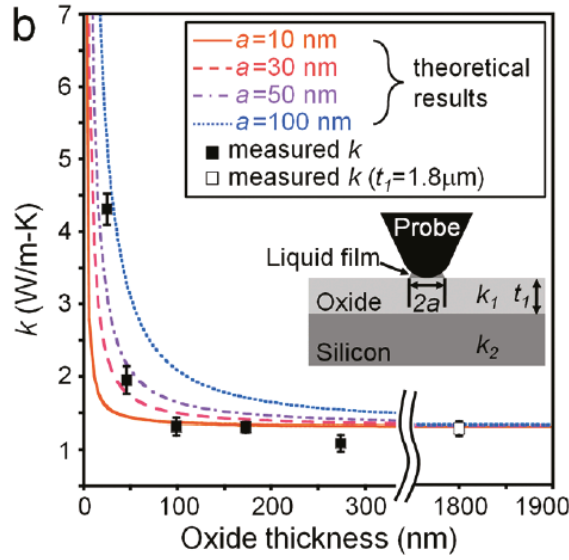 b
k (W/m-K)
7
6
5
4
3
2
1
a=10 nm
a=30 nm
a=50 nm
a=100 nm
theoretical
results
measured k
measured k (t₁=1.8μm)
Probe
Liquid film
2a
Oxide
k₁
t₁
Silicon
k₂
0 100 200 300 1800 1900
Oxide thickness (nm)